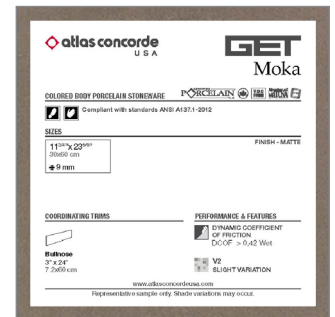 atlas concorde
USA
GET
Moka
COLORED BODY PORCELAIN STONEWARE
PORCELAIN
Compliant with standards ANSI A137.1-2012
SIZES
FINISH - MATTE
30x60 cm
9 mm
COORDINATING TRIMS
Bullnose
3" x 24"
7.2x60 cm
PERFORMANCE & FEATURES
DYNAMIC COEFFICIENT
OF FRICTION
DCOF > 0,42 Wet
V2
SLIGHT VARIATION
www.atlasconcordeusa.com
Representative sample only. Shade variations may occur.